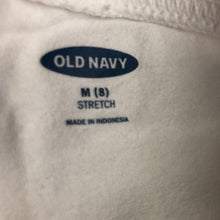 OLD NAVY
M (8)
STRETCH
MADE IN INDONESIA